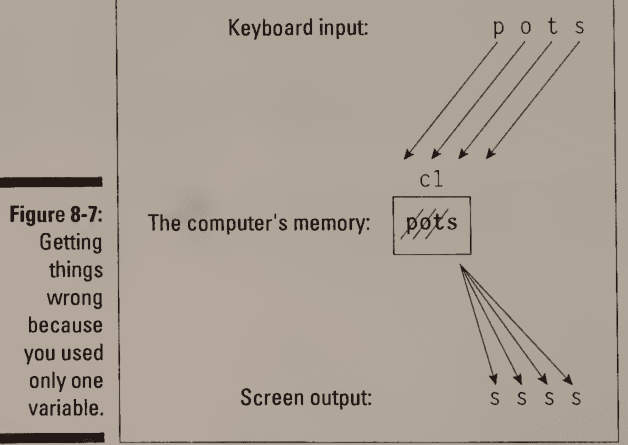 Keyboard input: p o t s
c1
The computer's memory: pots
Figure 8-7:
Getting
things
wrong
because
you used
only one
variable.
Screen output: s s s s